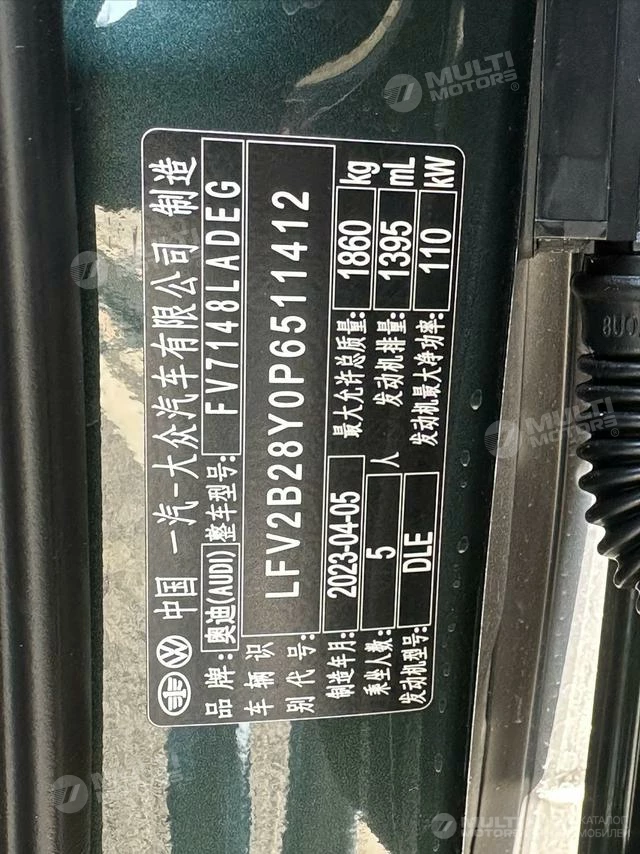 中国 一汽-大众汽车有限公司 制造
品牌: 奥迪(AUDI) 整车型号: FV7148LADEG
车辆识别代号: LFV2B28Y0P6511412
制造年月: 2023-04-05 最大允许总质量: 1860 kg
乘坐人数: 5 人 发动机排量: 1395 mL
发动机型号: DLE 发动机最大净功率: 110 kW
MULTI MOTORS®
MULTI MOTORS
КАТАЛОГ